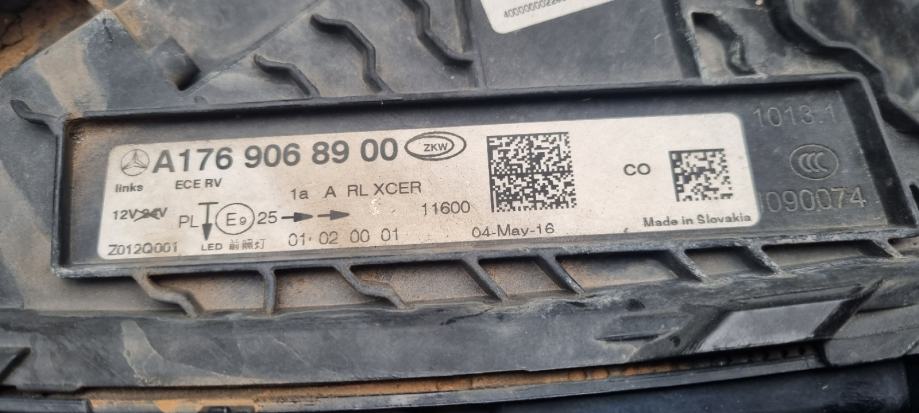 A176 906 89 00 ZKW
links ECE RV
1a A RL XCER
12V/24V PL E9 25
11600
Z012Q001 LED 前照灯 01 02 00 01 04-May-16
CO
Made in Slovakia
1013.1
CCC